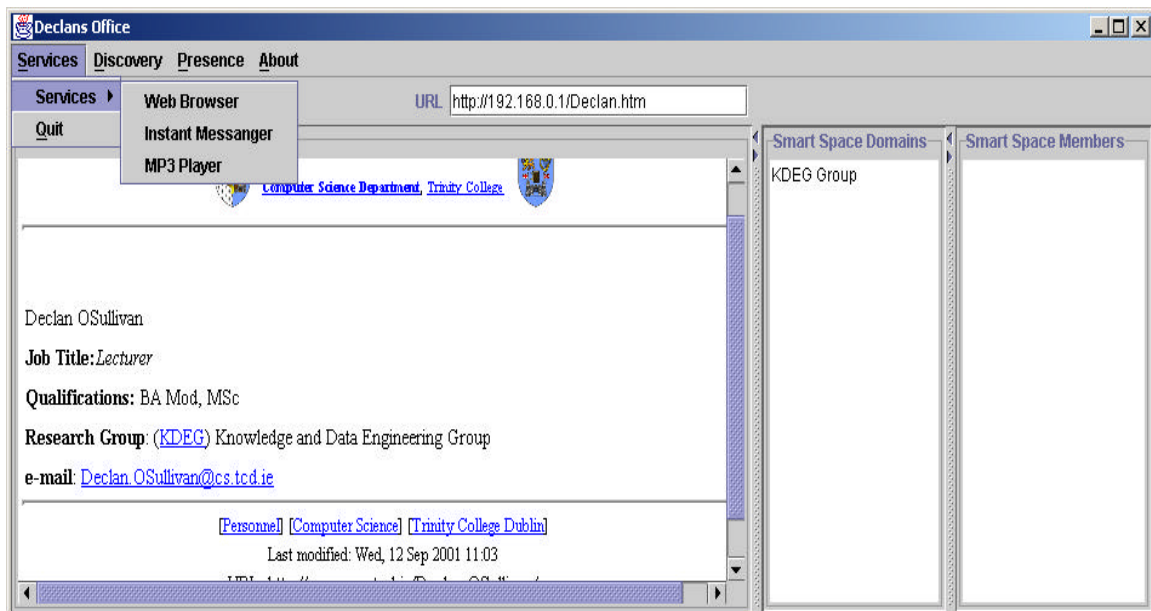 Declans Office
Services Discovery Presence About
Services
Quit
Web Browser
Instant Messanger
MP3 Player
URL http://192.168.0.1/Declan.htm
Computer Science Department, Trinity College
Declan OSullivan
Job Title:Lecturer
Qualifications: BA Mod, MSc
Research Group: (KDEG) Knowledge and Data Engineering Group
e-mail: Declan.OSullivan@cs.tcd.ie
[Personnel] [Computer Science] [Trinity College Dublin]
Last modified: Wed, 12 Sep 2001 11:03
Smart Space Domains
KDEG Group
Smart Space Members